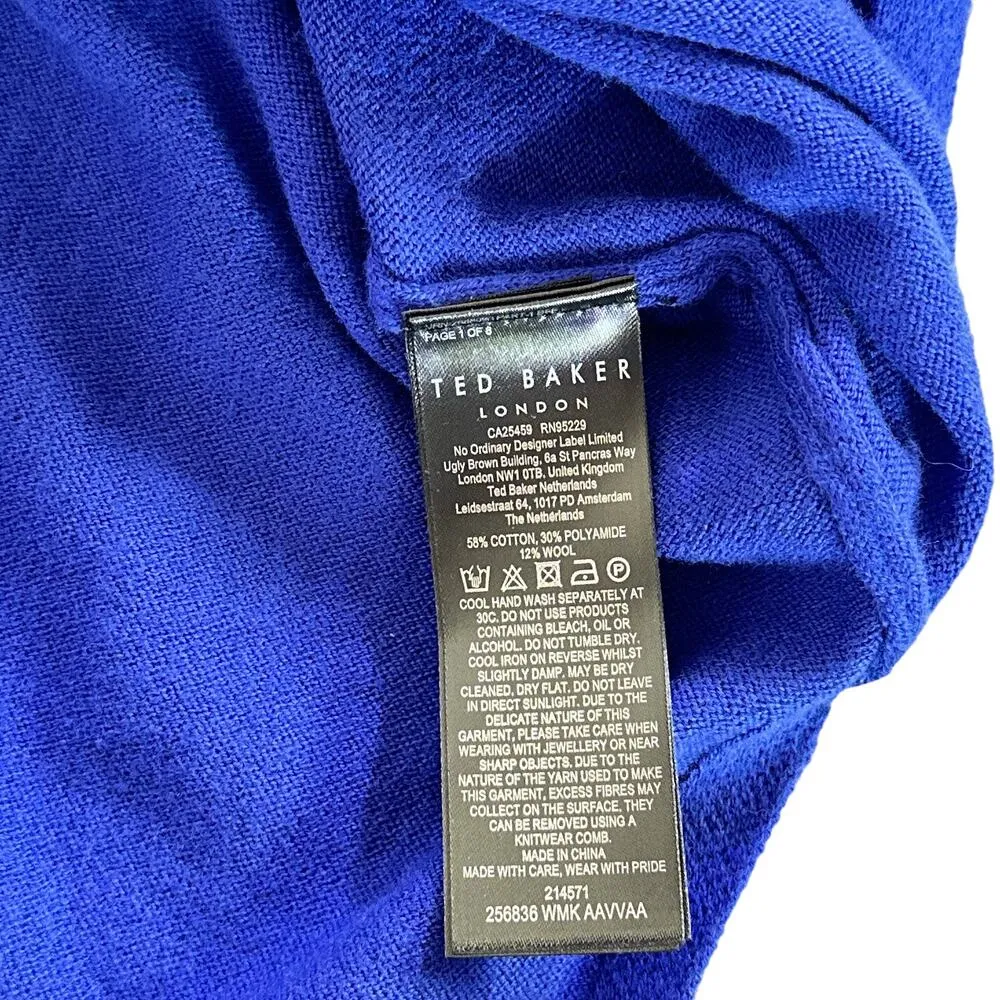 PAGE 1 OF 8
TED BAKER
LONDON
CA25459 RN95229
No Ordinary Designer Label Limited
Ugly Brown Building, 6a St Pancras Way
London NW1 0TB, United Kingdom
Ted Baker Netherlands
Leidsestraat 64, 1017 PD Amsterdam
The Netherlands
58% COTTON, 30% POLYAMIDE
12% WOOL
P
COOL HAND WASH SEPARATELY AT
30C. DO NOT USE PRODUCTS
CONTAINING BLEACH, OIL OR
ALCOHOL. DO NOT TUMBLE DRY.
COOL IRON ON REVERSE WHILST
SLIGHTLY DAMP. MAY BE DRY
CLEANED, DRY FLAT. DO NOT LEAVE
IN DIRECT SUNLIGHT. DUE TO THE
DELICATE NATURE OF THIS
GARMENT, PLEASE TAKE CARE WHEN
WEARING WITH JEWELLERY OR NEAR
SHARP OBJECTS. DUE TO THE
NATURE OF THE YARN USED TO MAKE
THIS GARMENT, EXCESS FIBRES MAY
COLLECT ON THE SURFACE, THEY
CAN BE REMOVED USING A
KNITWEAR COMB.
MADE IN CHINA
MADE WITH CARE, WEAR WITH PRIDE
214571
256836 WMK AAVVAA